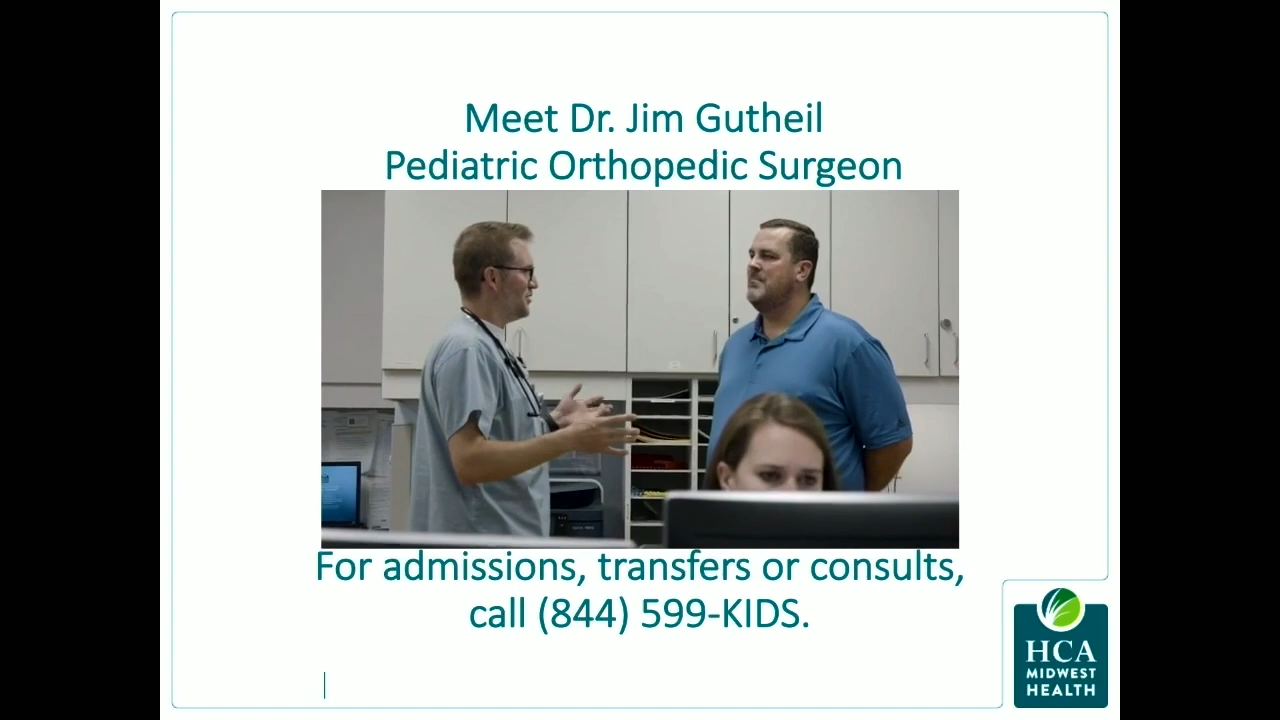 Meet Dr. Jim Gutheil
Pediatric Orthopedic Surgeon
For admissions, transfers or consults,
call (844) 599-KIDS.
HCA
MIDWEST
HEALTH